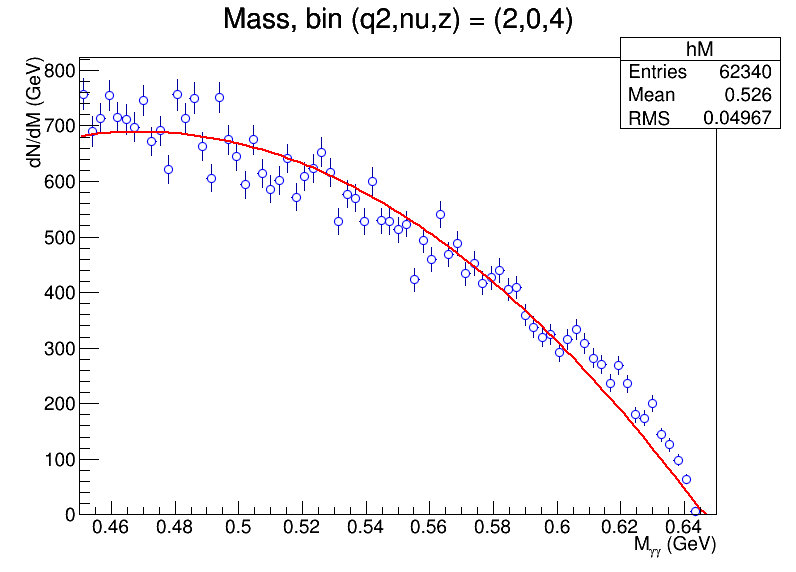 Mass, bin (q2,nu,z) = (2,0,4)
hM
Entries 62340
Mean 0.526
RMS 0.04967
dN/dM (GeV)
800
700
600
500
400
300
200
100
0
0.46 0.48 0.5 0.52 0.54 0.56 0.58 0.6 0.62 0.64
Mγγ (GeV)